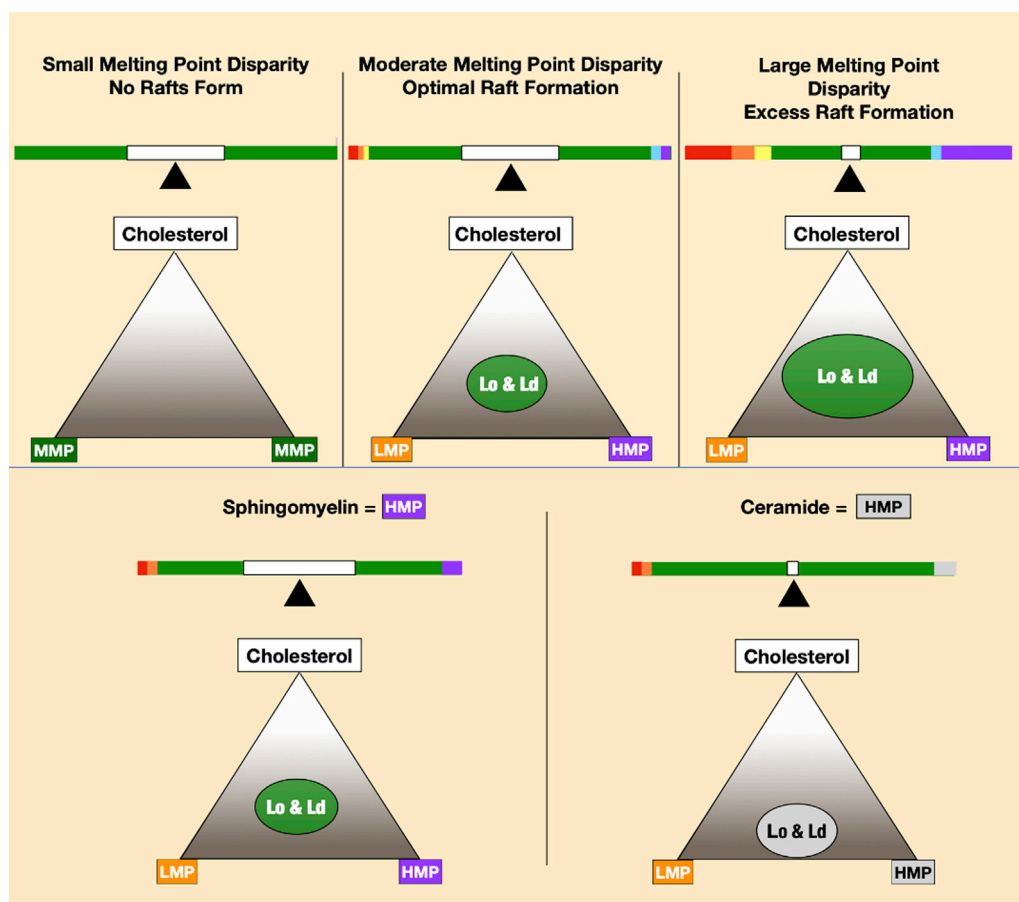 Small Melting Point Disparity
No Rafts Form
Moderate Melting Point Disparity
Optimal Raft Formation
Large Melting Point
Disparity
Excess Raft Formation
Cholesterol
Cholesterol
Cholesterol
Lo & Ld
Lo & Ld
MMP
MMP
LMP
HMP
LMP
HMP
Sphingomyelin = HMP
Ceramide = HMP
Cholesterol
Cholesterol
Lo & Ld
Lo & Ld
LMP
HMP
LMP
HMP